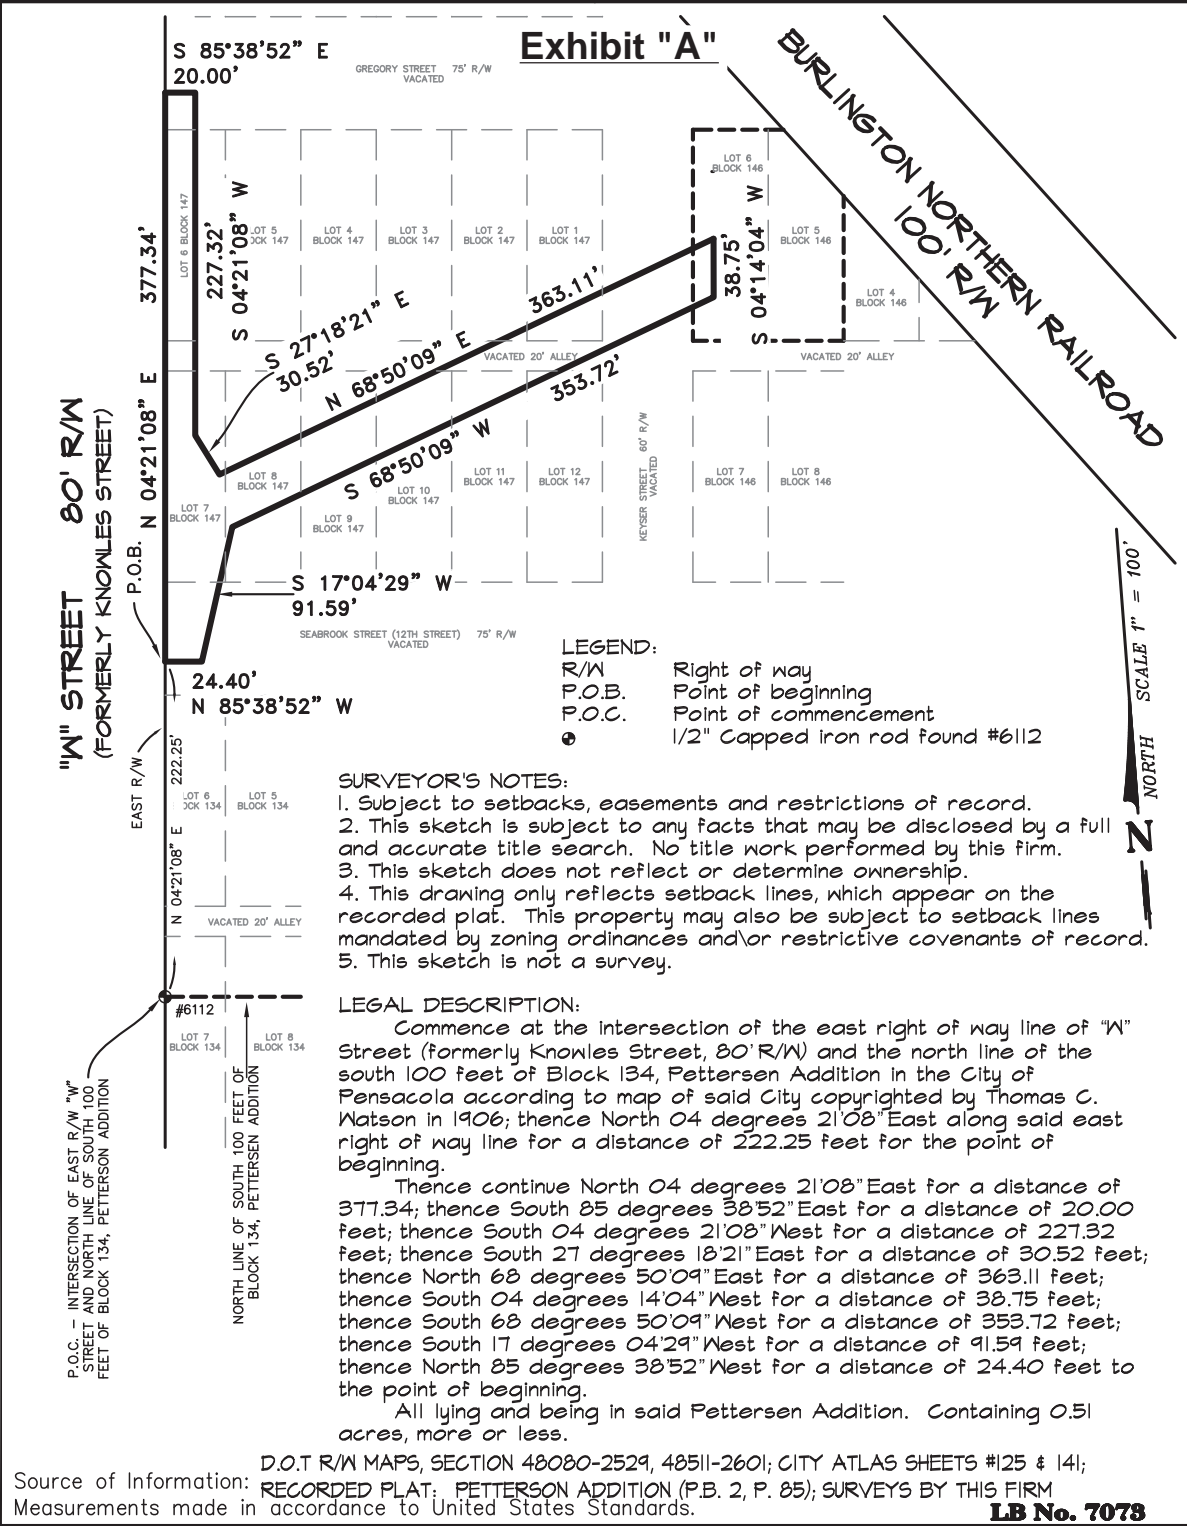 Exhibit "A"
S 85°38'52" E
20.00'
GREGORY STREET 75' R/W
VACATED
BURLINGTON NORTHERN RAILROAD
100' R/W
LOT 6
BLOCK 146
LOT 5
BLOCK 146
LOT 4
BLOCK 146
LOT 6 BLOCK 147
LOT 5
OCK 147
LOT 4
BLOCK 147
LOT 3
BLOCK 147
LOT 2
BLOCK 147
LOT 1
BLOCK 147
377.34'
N 04°21'08" E
227.32'
S 04°21'08" W
38.75'
S 04°14'04" W
S 27°18'21" E
30.52'
363.11'
N 68°50'09" E
353.72'
S 68°50'09" W
VACATED 20' ALLEY
VACATED 20' ALLEY
LOT 7
BLOCK 147
LOT 8
BLOCK 147
LOT 9
BLOCK 147
LOT 10
BLOCK 147
LOT 11
BLOCK 147
LOT 12
BLOCK 147
KEYSER STREET 60' R/W
VACATED
LOT 7
BLOCK 146
LOT 8
BLOCK 146
"W" STREET 80' R/W
(FORMERLY KNOWLES STREET)
P.O.B.
S 17°04'29" W
91.59'
SEABROOK STREET (12TH STREET) 75' R/W
VACATED
24.40'
N 85°38'52" W
SCALE 1" = 100'
NORTH
N
LEGEND:
R/W Right of way
P.O.B. Point of beginning
P.O.C. Point of commencement
1/2" Capped iron rod found #6112
EAST R/W
N 04°21'08" E 222.25'
LOT 6
OCK 134
LOT 5
BLOCK 134
VACATED 20' ALLEY
#6112
LOT 7
BLOCK 134
LOT 8
BLOCK 134
P.O.C. - INTERSECTION OF EAST R/W "W"
STREET AND NORTH LINE OF SOUTH 100
FEET OF BLOCK 134, PETTERSON ADDITION
NORTH LINE OF SOUTH 100 FEET OF
BLOCK 134, PETTERSEN ADDITION
SURVEYOR'S NOTES:
1. Subject to setbacks, easements and restrictions of record.
2. This sketch is subject to any facts that may be disclosed by a full
and accurate title search. No title work performed by this firm.
3. This sketch does not reflect or determine ownership.
4. This drawing only reflects setback lines, which appear on the
recorded plat. This property may also be subject to setback lines
mandated by zoning ordinances and\or restrictive covenants of record.
5. This sketch is not a survey.
LEGAL DESCRIPTION:
Commence at the intersection of the east right of way line of "W"
Street (formerly Knowles Street, 80' R/W) and the north line of the
south 100 feet of Block 134, Pettersen Addition in the City of
Pensacola according to map of said City copyrighted by Thomas C.
Watson in 1906; thence North 04 degrees 21'08" East along said east
right of way line for a distance of 222.25 feet for the point of
beginning.
Thence continue North 04 degrees 21'08" East for a distance of
377.34; thence South 85 degrees 38'52" East for a distance of 20.00
feet; thence South 04 degrees 21'08" West for a distance of 227.32
feet; thence South 27 degrees 18'21" East for a distance of 30.52 feet;
thence North 68 degrees 50'09" East for a distance of 363.11 feet;
thence South 04 degrees 14'04" West for a distance of 38.75 feet;
thence South 68 degrees 50'09" West for a distance of 353.72 feet;
thence South 17 degrees 04'29" West for a distance of 91.59 feet;
thence North 85 degrees 38'52" West for a distance of 24.40 feet to
the point of beginning.
All lying and being in said Pettersen Addition. Containing 0.51
acres, more or less.
Source of Information: D.O.T R/W MAPS, SECTION 48080-2529, 48511-2601; CITY ATLAS SHEETS #125 & 141;
RECORDED PLAT: PETTERSON ADDITION (P.B. 2, P. 85); SURVEYS BY THIS FIRM
Measurements made in accordance to United States Standards.
LB No. 7073